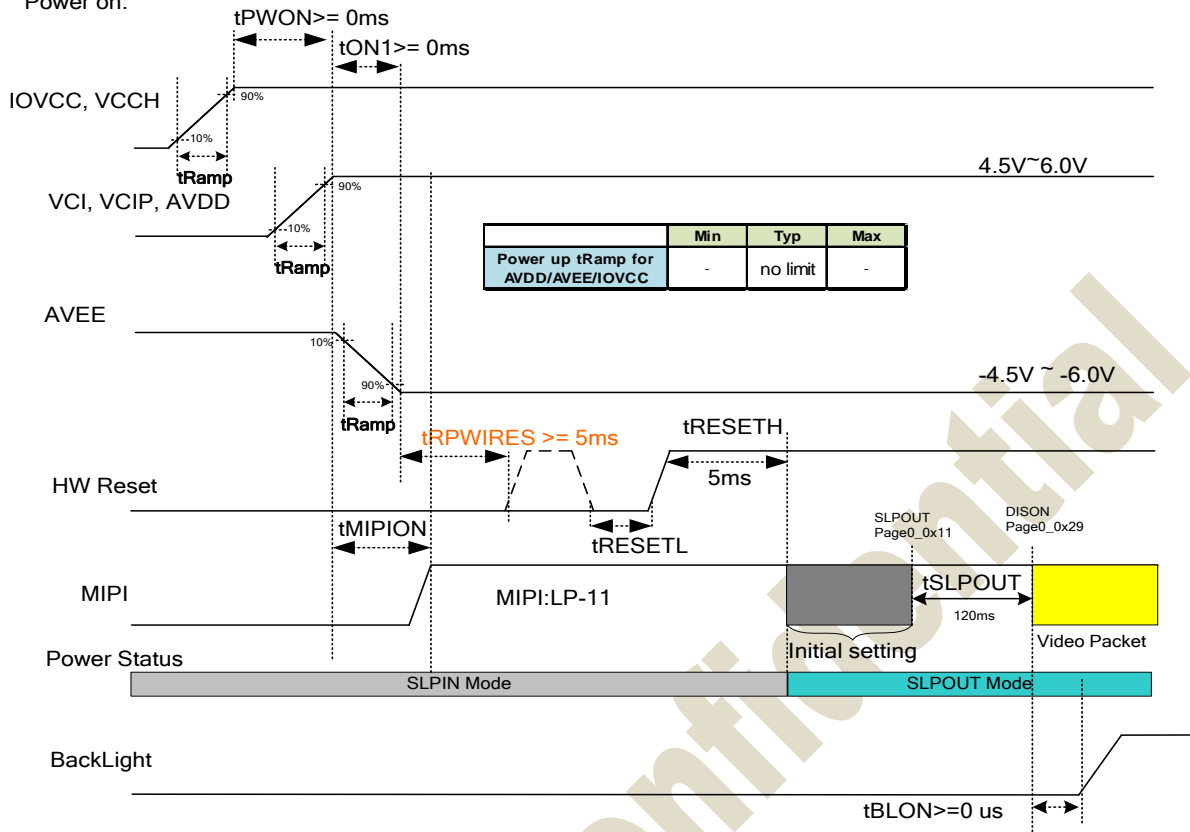 Power on:
tPWON>= 0ms
tON1>= 0ms
IOVCC, VCCH
90%
10%
tRamp
4.5V~6.0V
VCI, VCIP, AVDD
90%
10%
tRamp
Min Typ Max
Power up tRamp for AVDD/AVEE/IOVCC - no limit -
AVEE
10%
90%
-4.5V ~ -6.0V
tRamp
tRPWIRES >= 5ms
tRESETH
5ms
HW Reset
tRESETL
SLPOUT
Page0_0x11
DISON
Page0_0x29
tMIPION
MIPI
MIPI:LP-11
tSLPOUT
120ms
Initial setting
Video Packet
Power Status
SLPIN Mode
SLPOUT Mode
BackLight
tBLON>=0 us